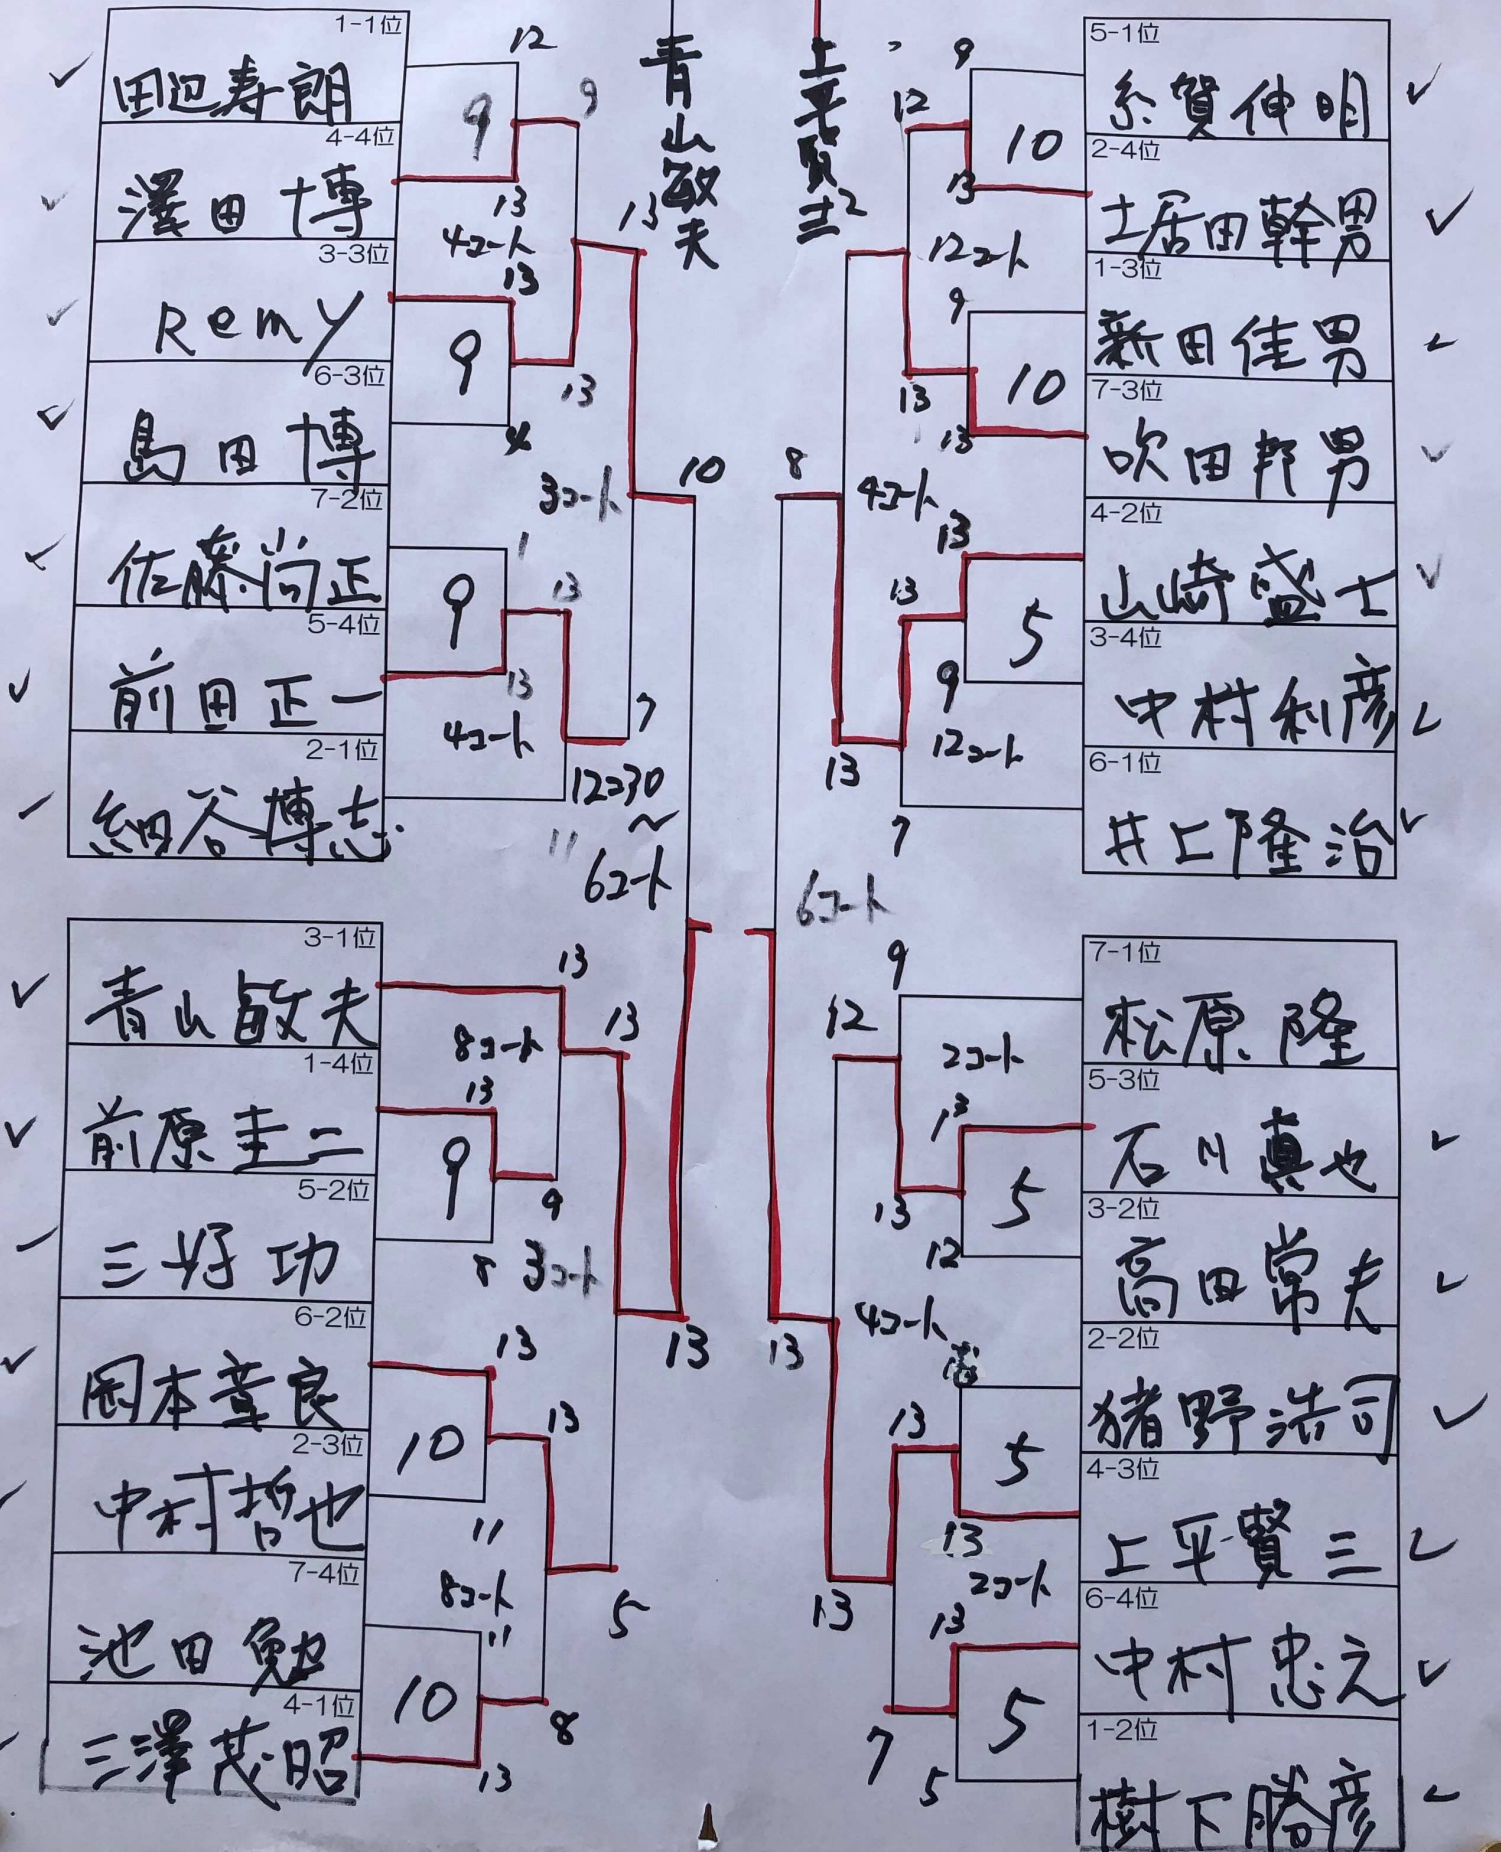 青山敏夫
上平賢士
1-1位
田辺寿朗
12
9
4-4位
澤田博
13
9
4コート
3-3位
Remy
13
9
6-3位
島田博
4
13
13
3コート
7-2位
佐藤尚正
1
9
5-4位
前田正一
13
13
4コート
2-1位
細谷博志
11
7
12=30
~
10
6コート
3-1位
青山敏夫
13
8コート
13
1-4位
前原圭二
13
9
9
5-2位
三好功
8
3コート
13
6-2位
岡本章良
13
10
13
2-3位
中村哲也
11
8コート
7-4位
池田勉
11
10
5
4-1位
三澤茂昭
13
8
5-1位
糸賀伸明
9
10
12
2-4位
土居田幹男
13
12コート
2
1-3位
新田佳男
9
10
13
7-3位
吹田邦男
13
8
4コート
4-2位
山崎盛士
13
5
13
3-4位
中村利彦
9
12コート
13
6-1位
井上隆治
7
6コート
7-1位
松原隆
9
2コート
12
5-3位
石川真也
13
5
13
3-2位
高田常夫
12
4コート
13
2-2位
猪野浩司
5
13
4-3位
上平賢三
13
2コート
13
6-4位
中村忠之
13
5
7
1-2位
樹下勝彦
5